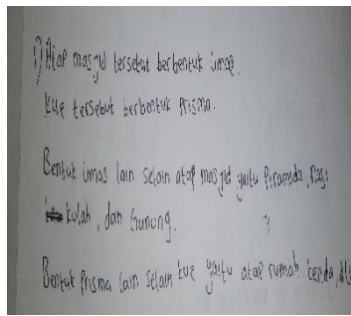 1) Atap masjid tersebut berbentuk limas.
Kue tersebut berbentuk Prisma.
Bentuk limas lain selain atap masjid yaitu Piramida,
kubah, dan Gunung.
Bentuk Prisma lain selain kue yaitu atap rumah, tenda,